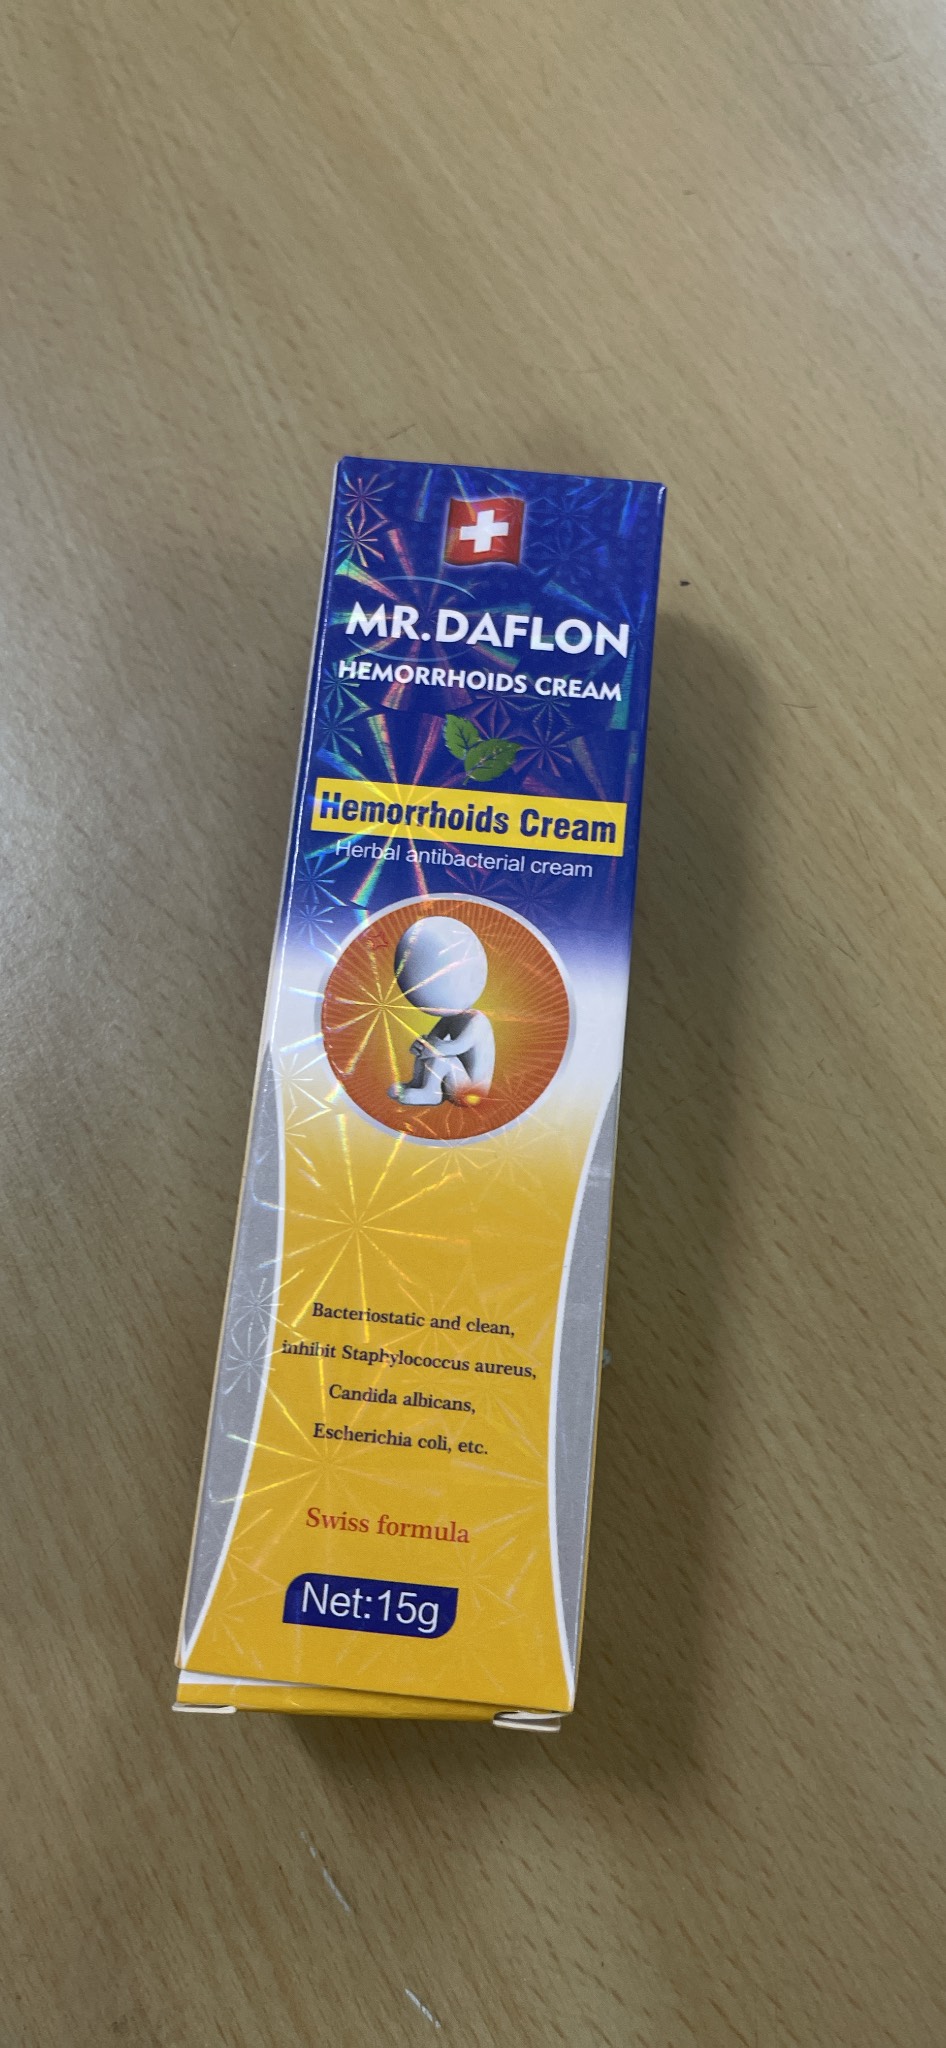 MR.DAFLON
HEMORRHOIDS CREAM
Hemorrhoids Cream
Herbal antibacterial cream
Bacteriostatic and clean,
inhibit Staphylococcus aureus,
Candida albicans,
Escherichia coli, etc.
Swiss formula
Net:15g